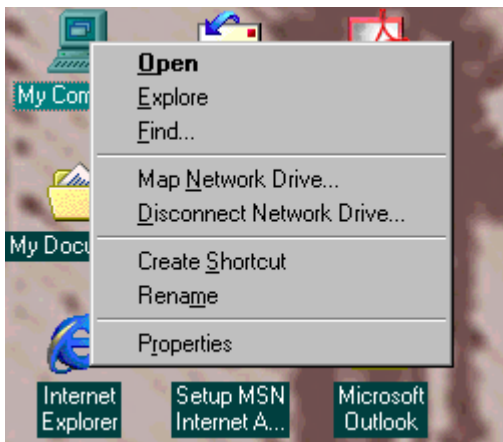 My Com
Open
Explore
Find...
Map Network Drive...
Disconnect Network Drive...
My Docu
Create Shortcut
Rename
Properties
Internet Explorer
Setup MSN Internet A...
Microsoft Outlook